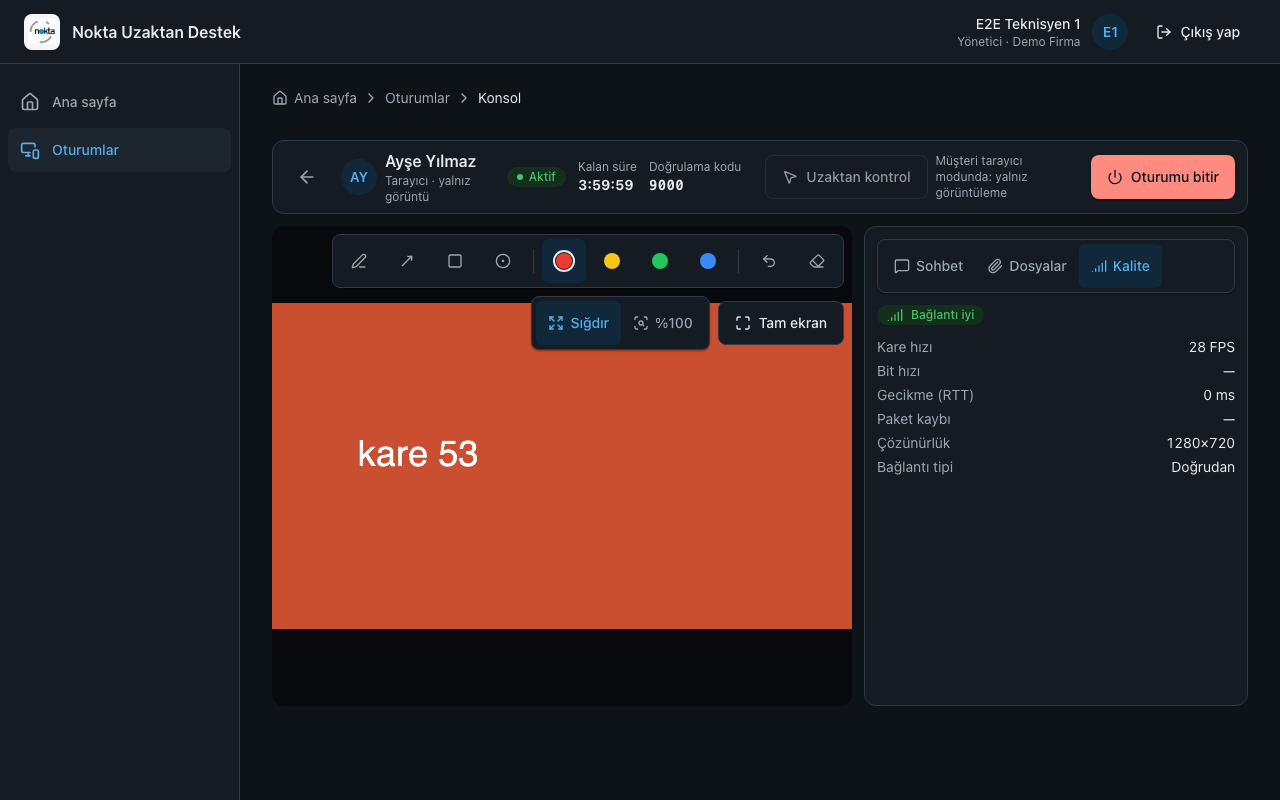 nokta
Nokta Uzaktan Destek
E2E Teknisyen 1
Yönetici · Demo Firma
E1
Çıkış yap
Ana sayfa
Oturumlar
Ana sayfa
Oturumlar
Konsol
AY
Ayşe Yılmaz
Tarayıcı · yalnız
görüntü
Aktif
Kalan süre
3:59:59
Doğrulama kodu
9000
Uzaktan kontrol
Müşteri tarayıcı
modunda: yalnız
görüntüleme
Oturumu bitir
Sığdır
%100
Tam ekran
kare 53
Sohbet
Dosyalar
Kalite
Bağlantı iyi
Kare hızı
28 FPS
Bit hızı
—
Gecikme (RTT)
0 ms
Paket kaybı
—
Çözünürlük
1280×720
Bağlantı tipi
Doğrudan